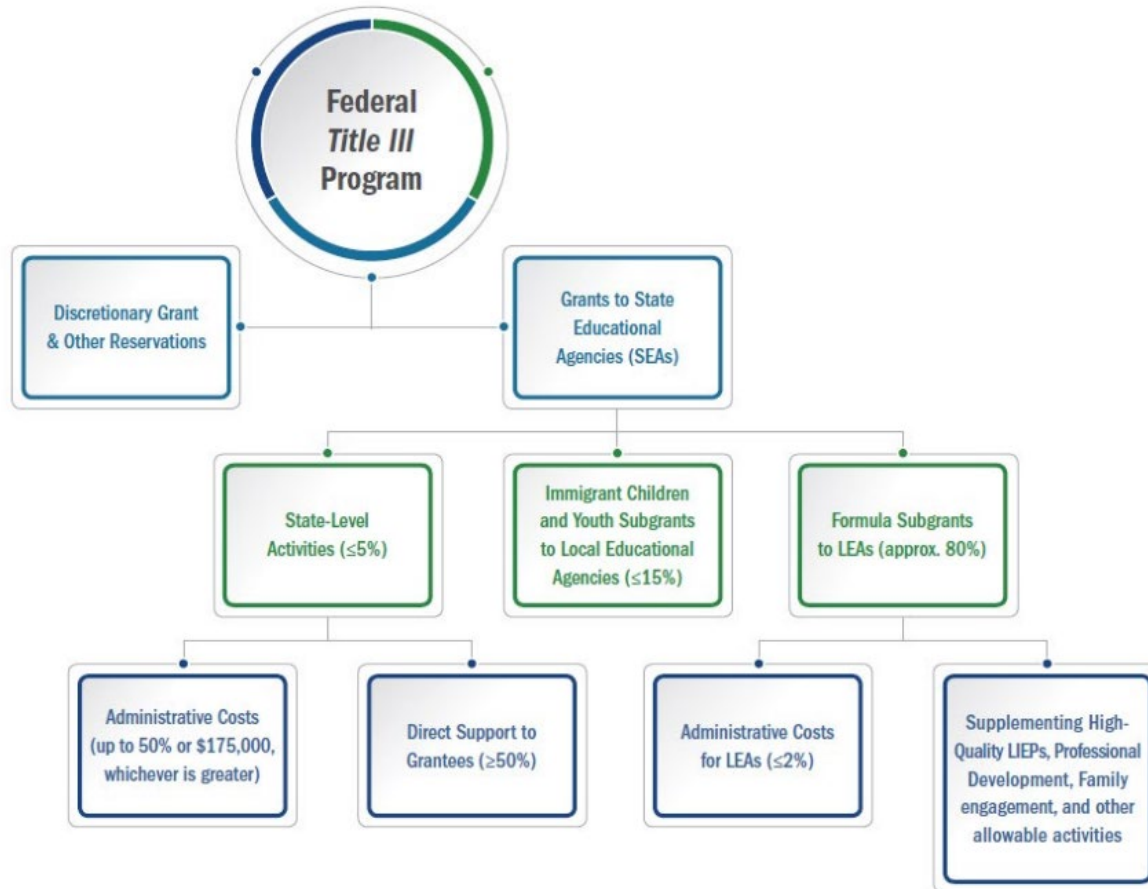 Federal
Title III
Program
Discretionary Grant
& Other Reservations
Grants to State
Educational
Agencies (SEAs)
State-Level
Activities (≤5%)
Immigrant Children
and Youth Subgrants
to Local Educational
Agencies (≤15%)
Formula Subgrants
to LEAs (approx. 80%)
Administrative Costs
(up to 50% or $175,000,
whichever is greater)
Direct Support to
Grantees (≥50%)
Administrative Costs
for LEAs (≤2%)
Supplementing High-
Quality LIEPs, Professional
Development, Family
engagement, and other
allowable activities